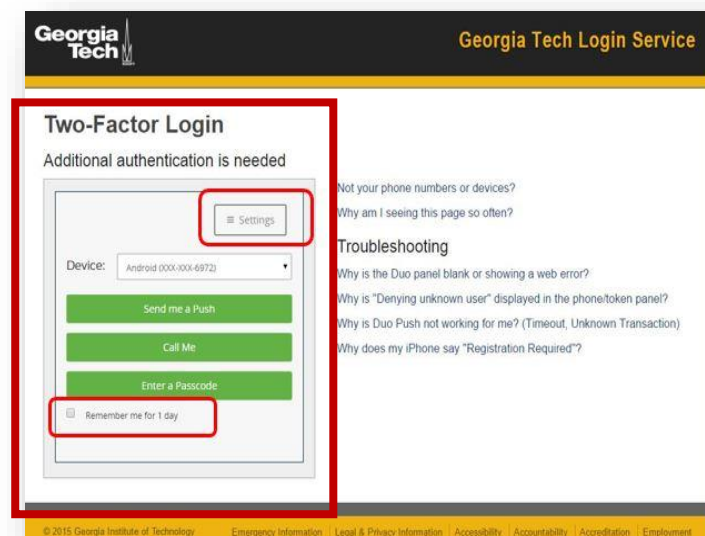 Georgia
Tech
Georgia Tech Login Service
Two-Factor Login
Additional authentication is needed
≡ Settings
Device: Android (XXX-XXX-6972)
Send me a Push
Call Me
Enter a Passcode
Remember me for 1 day
Not your phone numbers or devices?
Why am I seeing this page so often?
Troubleshooting
Why is the Duo panel blank or showing a web error?
Why is "Denying unknown user" displayed in the phone/token panel?
Why is Duo Push not working for me? (Timeout, Unknown Transaction)
Why does my iPhone say "Registration Required"?
© 2015 Georgia Institute of Technology Emergency Information Legal & Privacy Information Accessibility Accountability Accreditation Employment